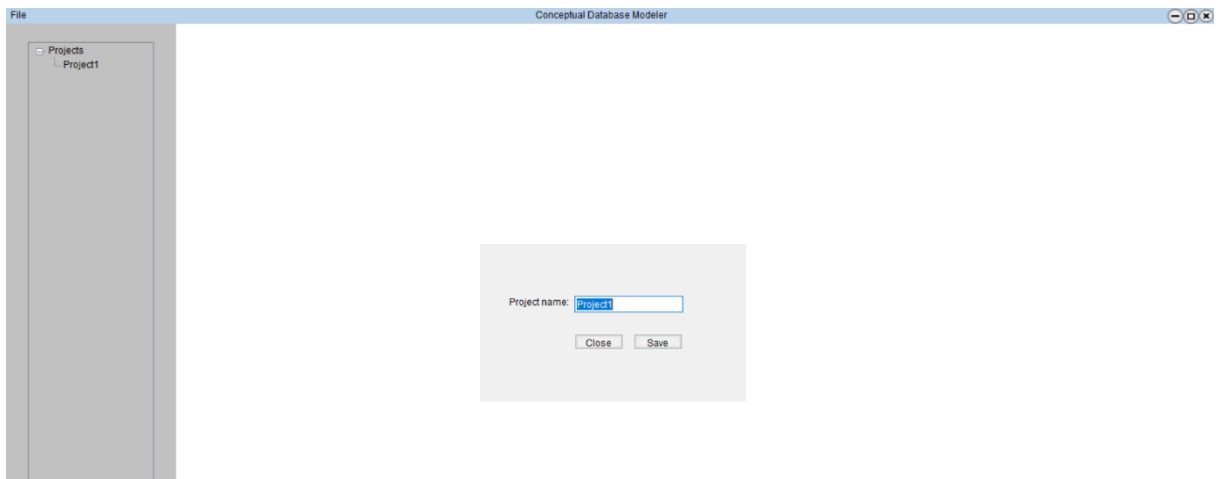 File Conceptual Database Modeler
Projects
Project1
Project name: Project1
Close Save